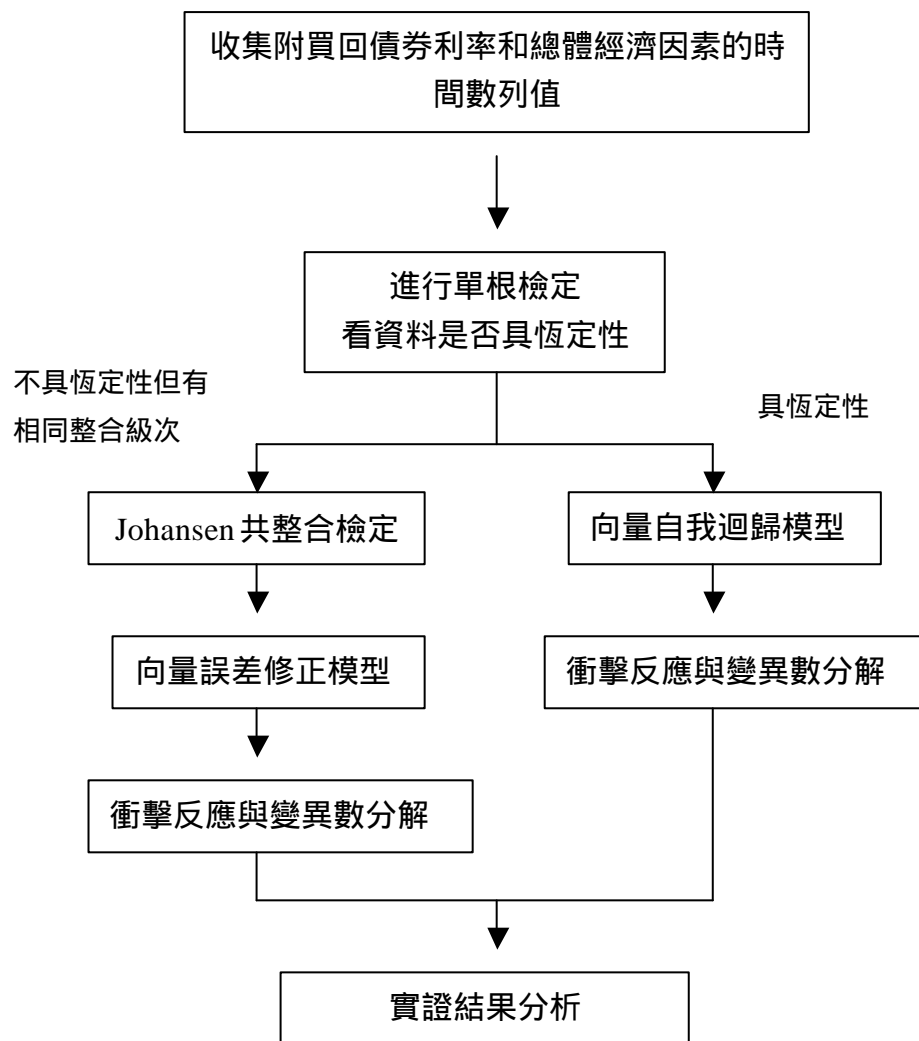 收集附買回債券利率和總體經濟因素的時
間數列值
進行單根檢定
看資料是否具恆定性
不具恆定性但有
相同整合級次
具恆定性
Johansen 共整合檢定
向量自我迴歸模型
向量誤差修正模型
衝擊反應與變異數分解
衝擊反應與變異數分解
實證結果分析